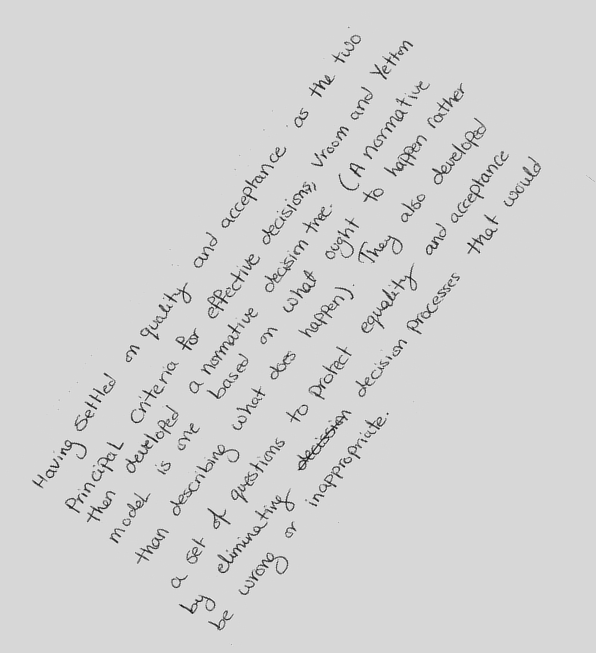 Having settled on quality and acceptance as the two
Principal criteria for effective decisions, Vroom and Yetton
then developed a normative decision tree. (A normative
model is one based on what ought to happen rather
than describing what does happen). They also developed
a set of questions to protect equality and acceptance
by eliminating decission decision processes that would
be wrong or inappropriate.